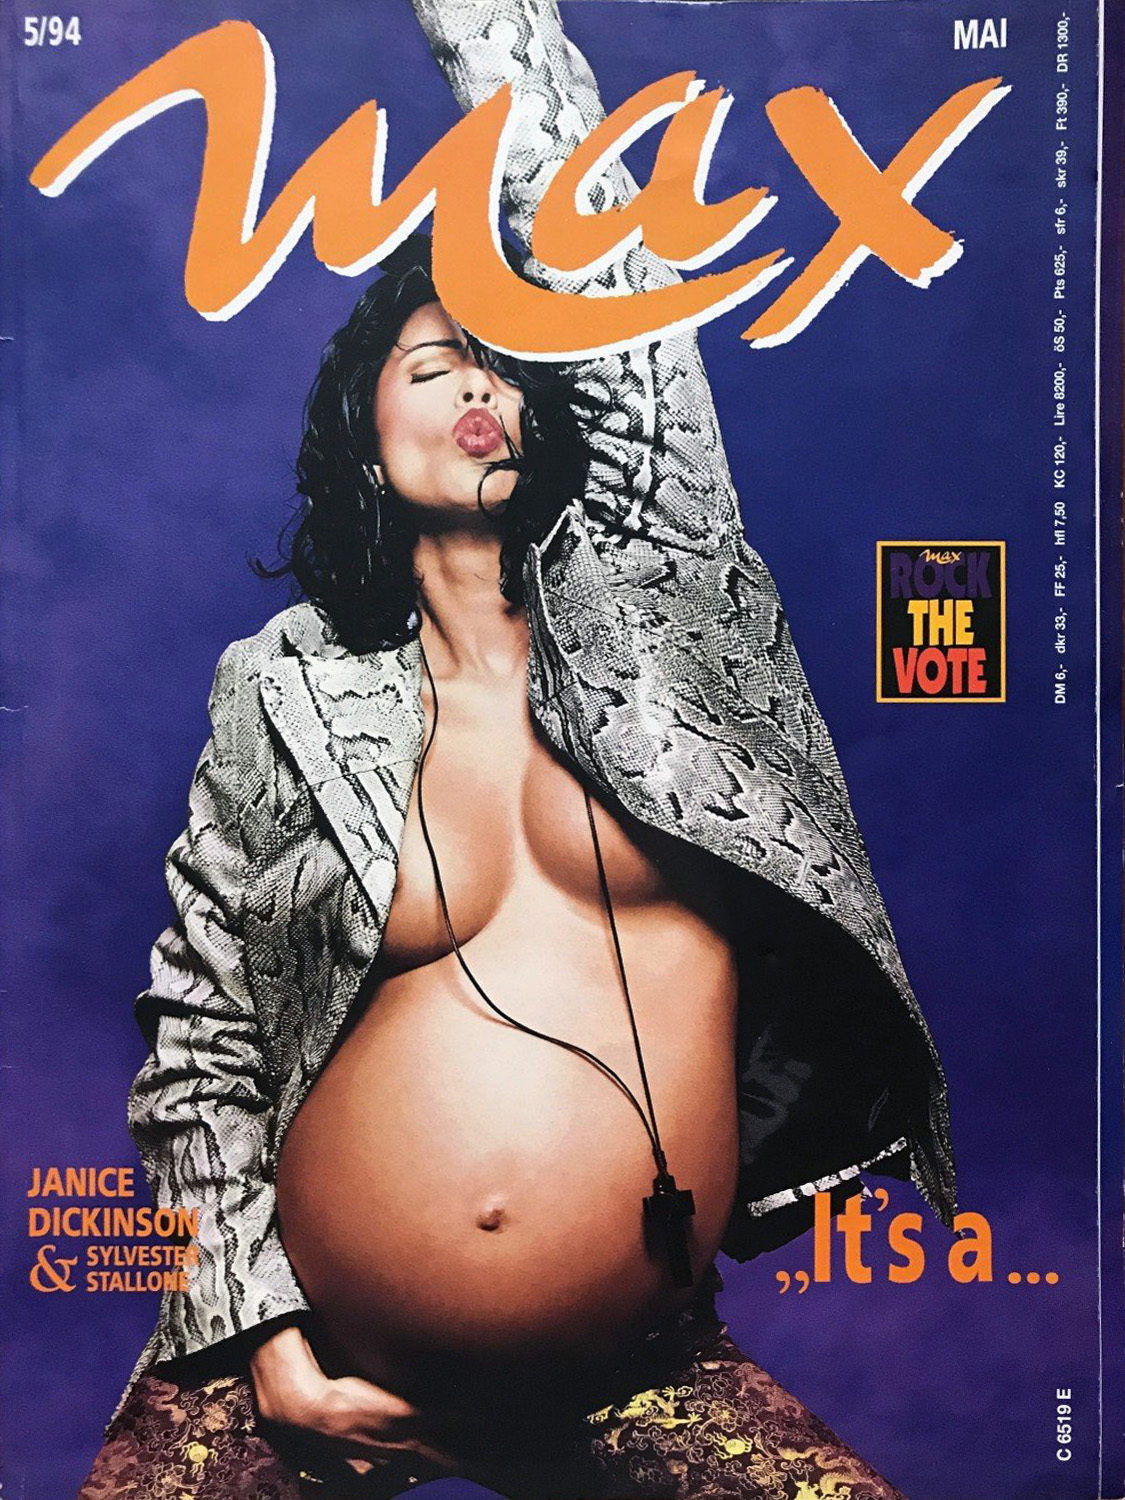 5/94
MAI
max
max
ROCK
THE
VOTE
JANICE
DICKINSON
& SYLVESTER
STALLONE
„It's a...
DM 6,- dkr 33,- FF 25,- hfl 7,50 KC 120,- Lire 8200,- öS 50,- Pts 625,- sfr 6,- skr 39,- Ft 390,- DR 1300,-
C 6519 E